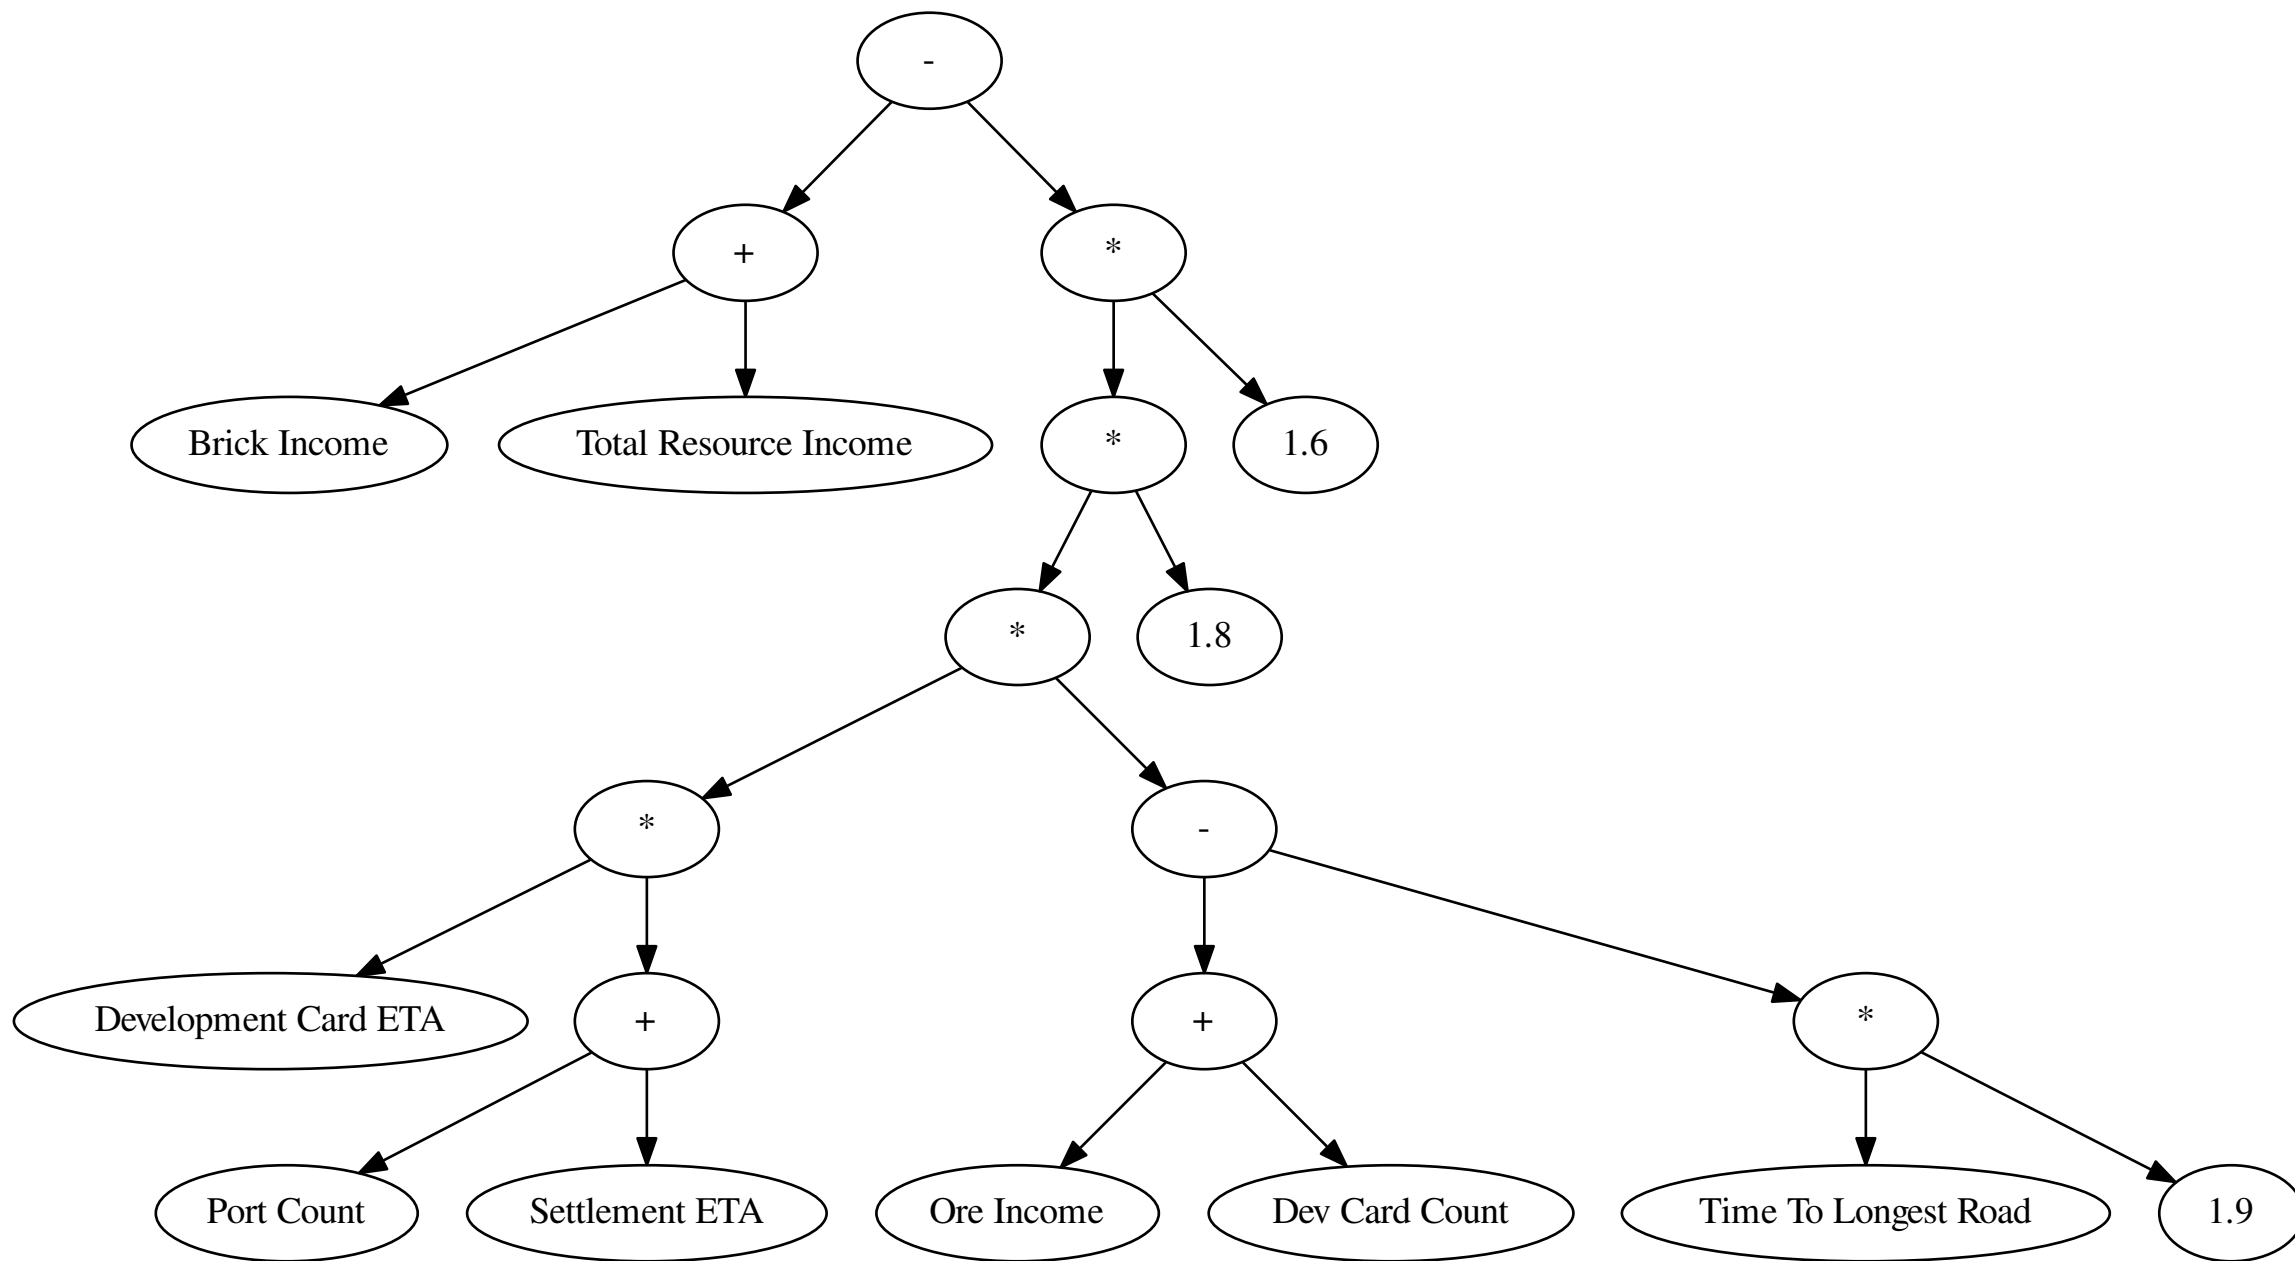 -
+
*
Brick Income
Total Resource Income
*
1.6
*
1.8
*
-
Development Card ETA
+
+
*
Port Count
Settlement ETA
Ore Income
Dev Card Count
Time To Longest Road
1.9